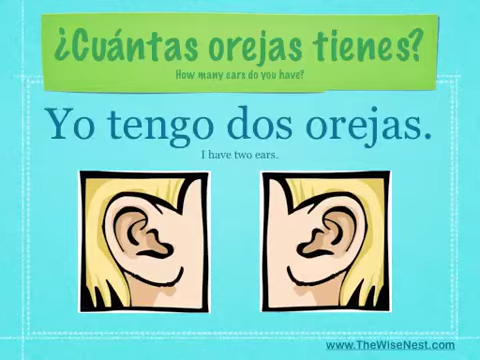 ¿Cuántas orejas tienes?
How many ears do you have?
Yo tengo dos orejas.
I have two ears.
www.TheWiseNest.com